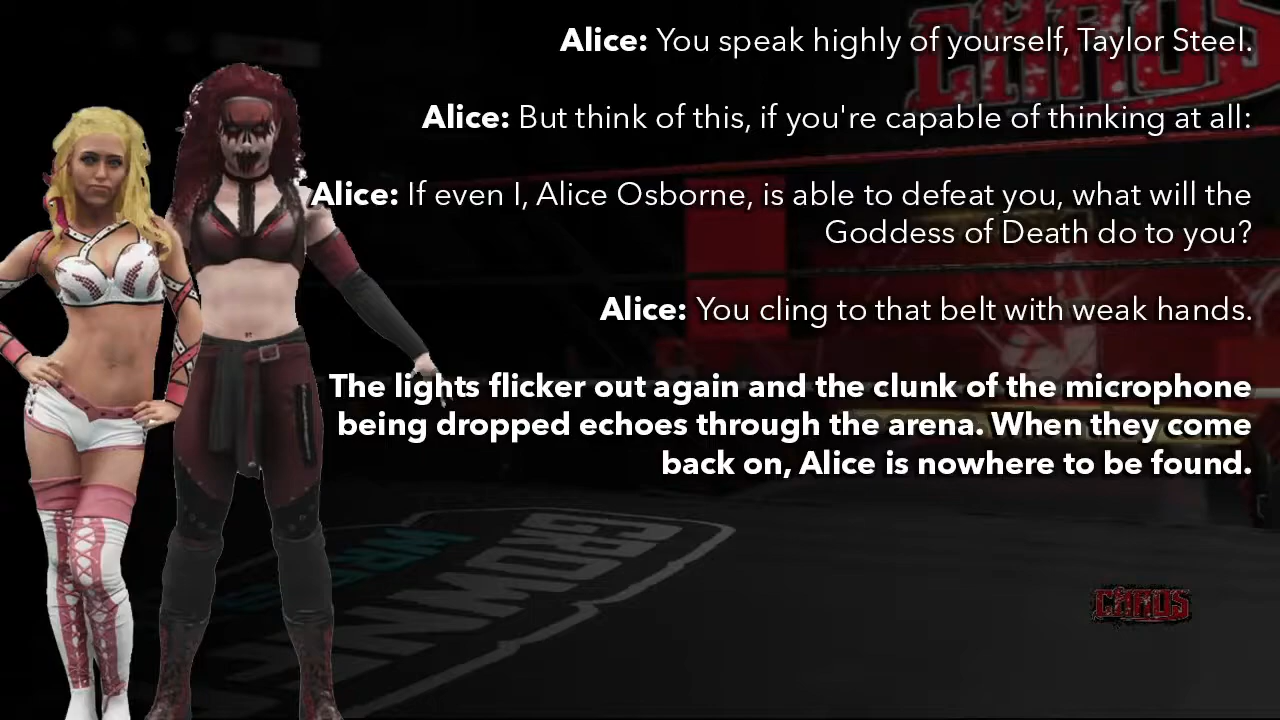 CHAOS
Alice: You speak highly of yourself, Taylor Steel.
Alice: But think of this, if you're capable of thinking at all:
Alice: If even I, Alice Osborne, is able to defeat you, what will the
Goddess of Death do to you?
Alice: You cling to that belt with weak hands.
The lights flicker out again and the clunk of the microphone
being dropped echoes through the arena. When they come
back on, Alice is nowhere to be found.
CHAOS